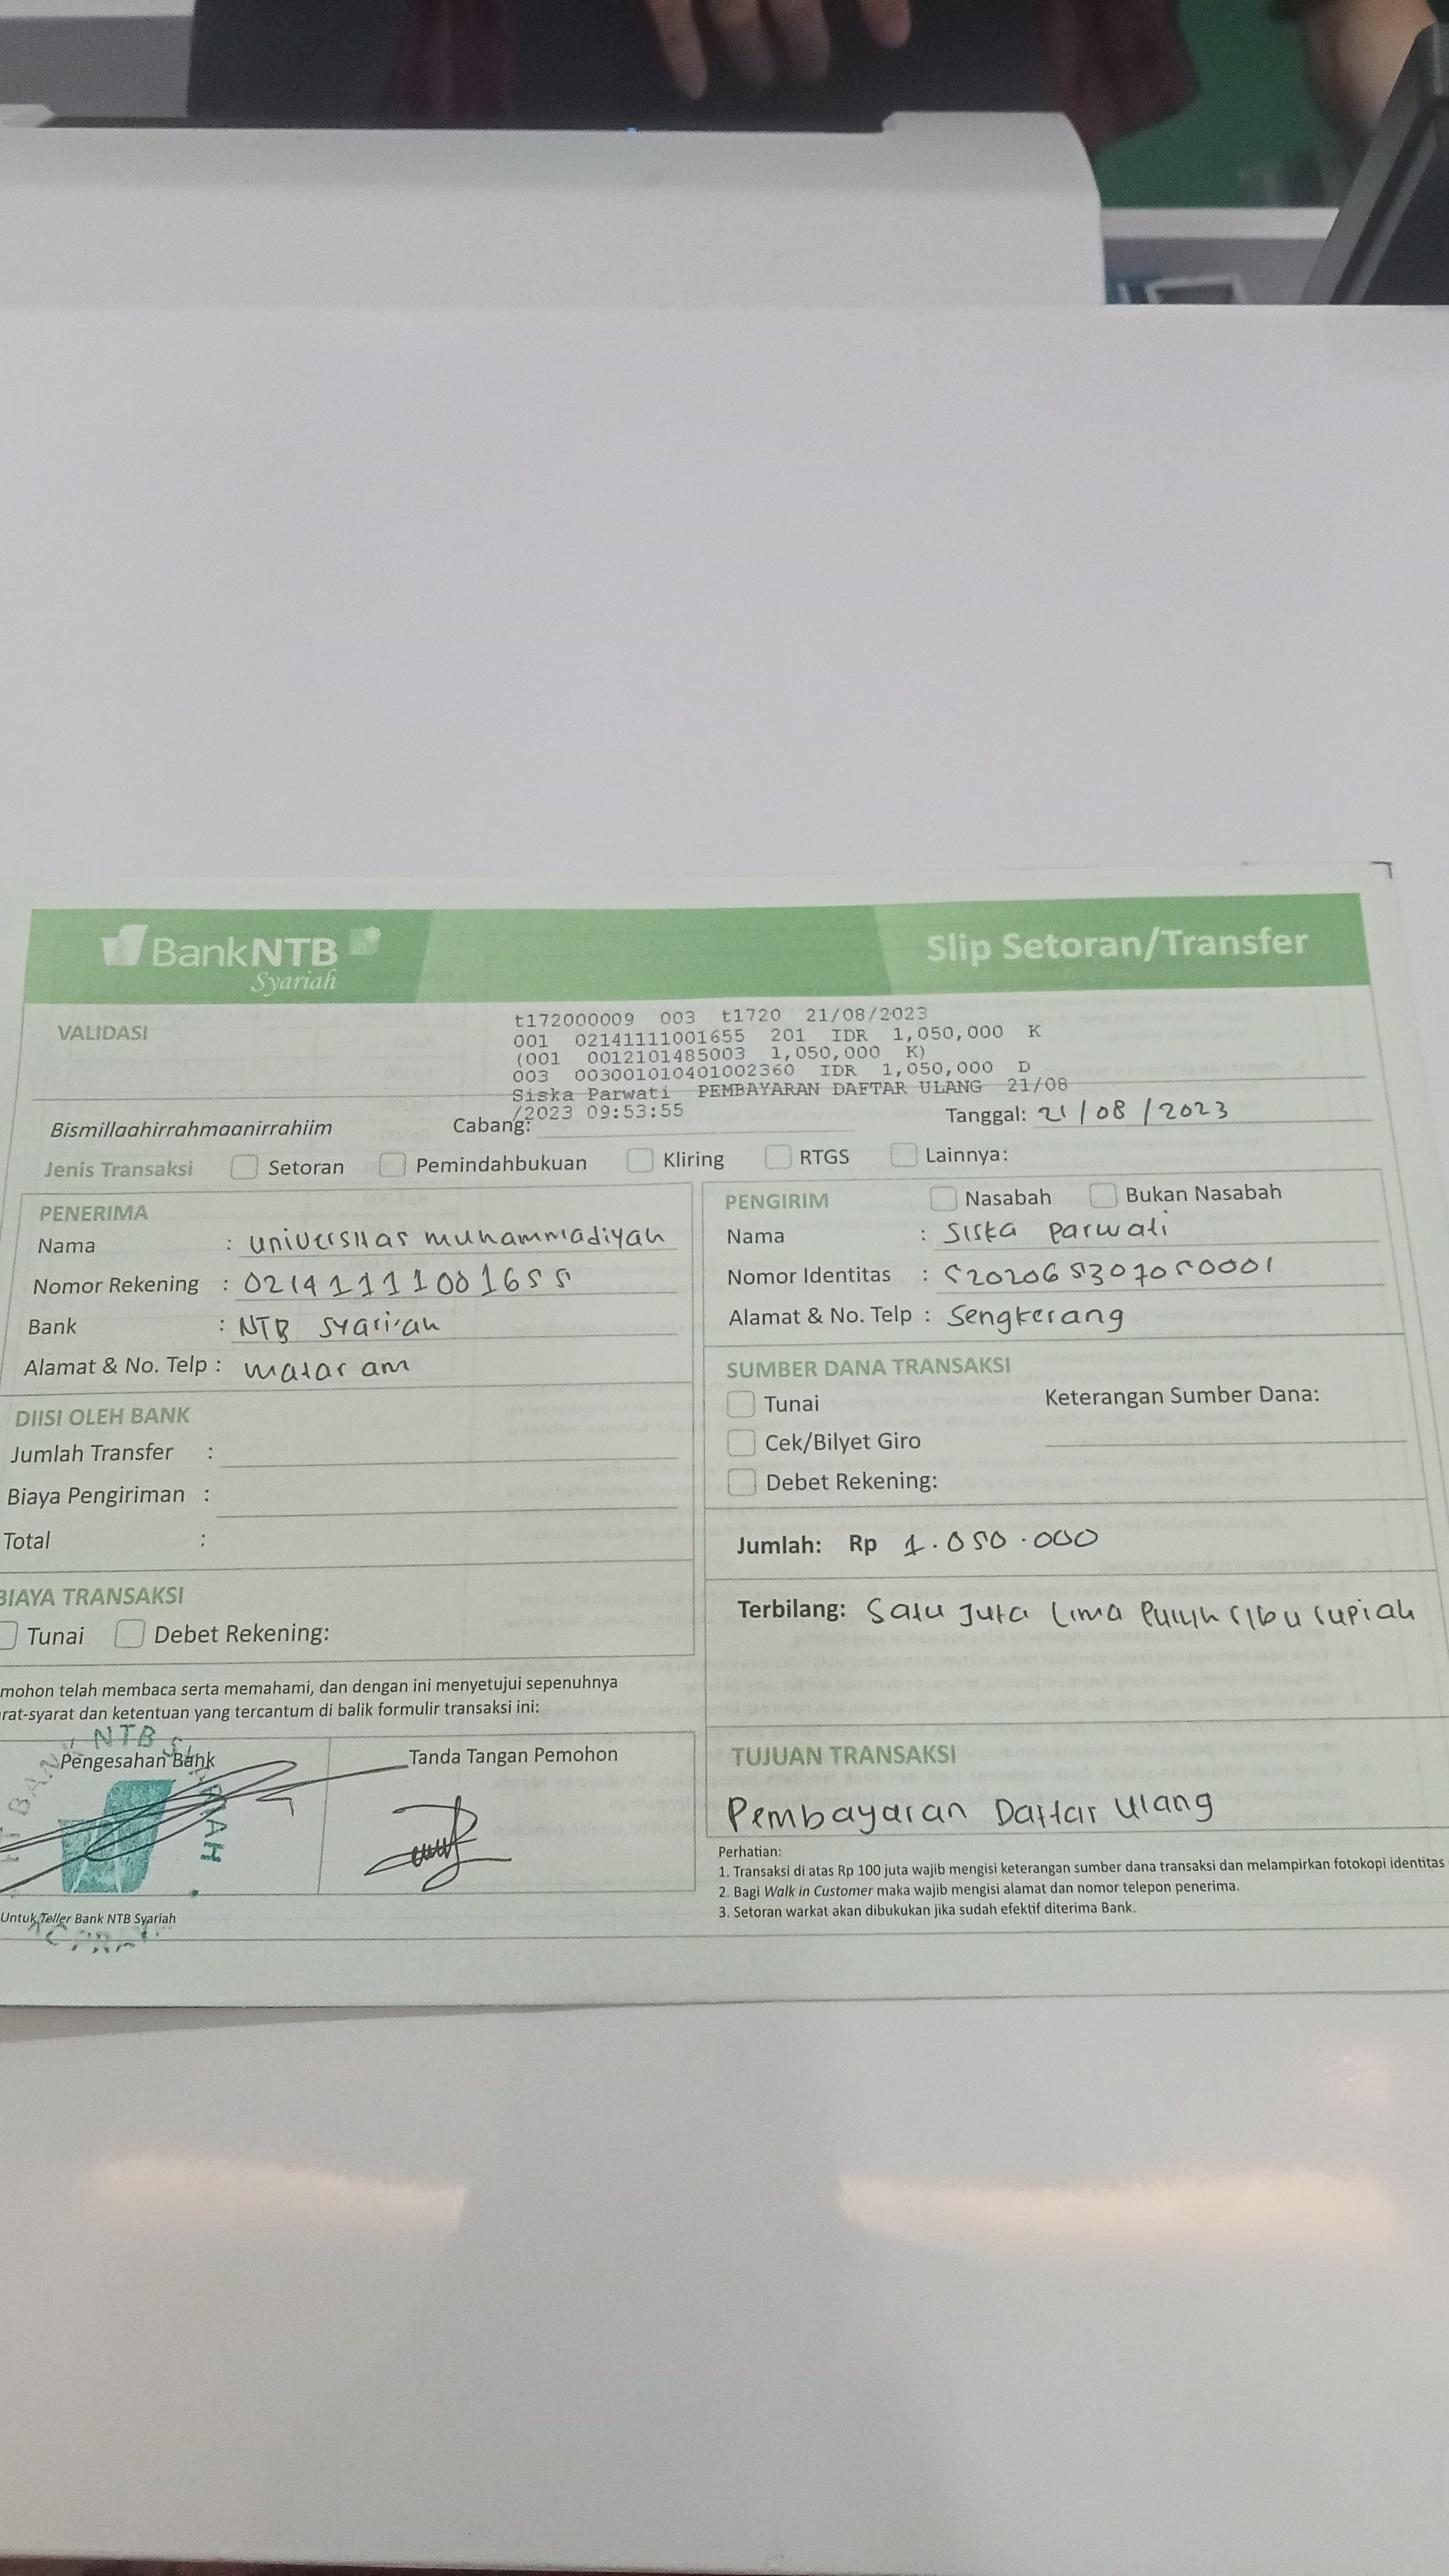 BankNTB
Syariah
Slip Setoran/Transfer
VALIDASI
t172000009 003 t1720 21/08/2023
001 02141111001655 201 IDR 1,050,000 K
(001 0012101485003 1,050,000 K)
003 003001010401002360 IDR 1,050,000 D
Siska Parwati PEMBAYARAN DAFTAR ULANG 21/08
/2023 09:53:55
Bismillaahirrahmaanirrahiim
Cabang:
Tanggal: 21/08/2023
Jenis Transaksi Setoran Pemindahbukuan Kliring RTGS Lainnya:
PENERIMA
Nama : universitas muhammadiyah
Nomor Rekening : 02141111001655
Bank : NTB syariah
Alamat & No. Telp : mataram
DIISI OLEH BANK
Jumlah Transfer :
Biaya Pengiriman :
Total :
BIAYA TRANSAKSI
Tunai Debet Rekening:
mohon telah membaca serta memahami, dan dengan ini menyetujui sepenuhnya
rat-syarat dan ketentuan yang tercantum di balik formulir transaksi ini:
Pengesahan Bank
Tanda Tangan Pemohon
NTB SYARIAH
BANK
Untuk Teller Bank NTB Syariah
PENGIRIM Nasabah Bukan Nasabah
Nama : Siska parwati
Nomor Identitas : 5202065307050001
Alamat & No. Telp : Sengkerang
SUMBER DANA TRANSAKSI
Tunai
Keterangan Sumber Dana:
Cek/Bilyet Giro
Debet Rekening:
Jumlah: Rp 1.050.000
Terbilang: Satu Juta Lima Puluh ribu rupiah
TUJUAN TRANSAKSI
Pembayaran Daftar Ulang
Perhatian:
1. Transaksi di atas Rp 100 juta wajib mengisi keterangan sumber dana transaksi dan melampirkan fotokopi identitas
2. Bagi Walk in Customer maka wajib mengisi alamat dan nomor telepon penerima.
3. Setoran warkat akan dibukukan jika sudah efektif diterima Bank.